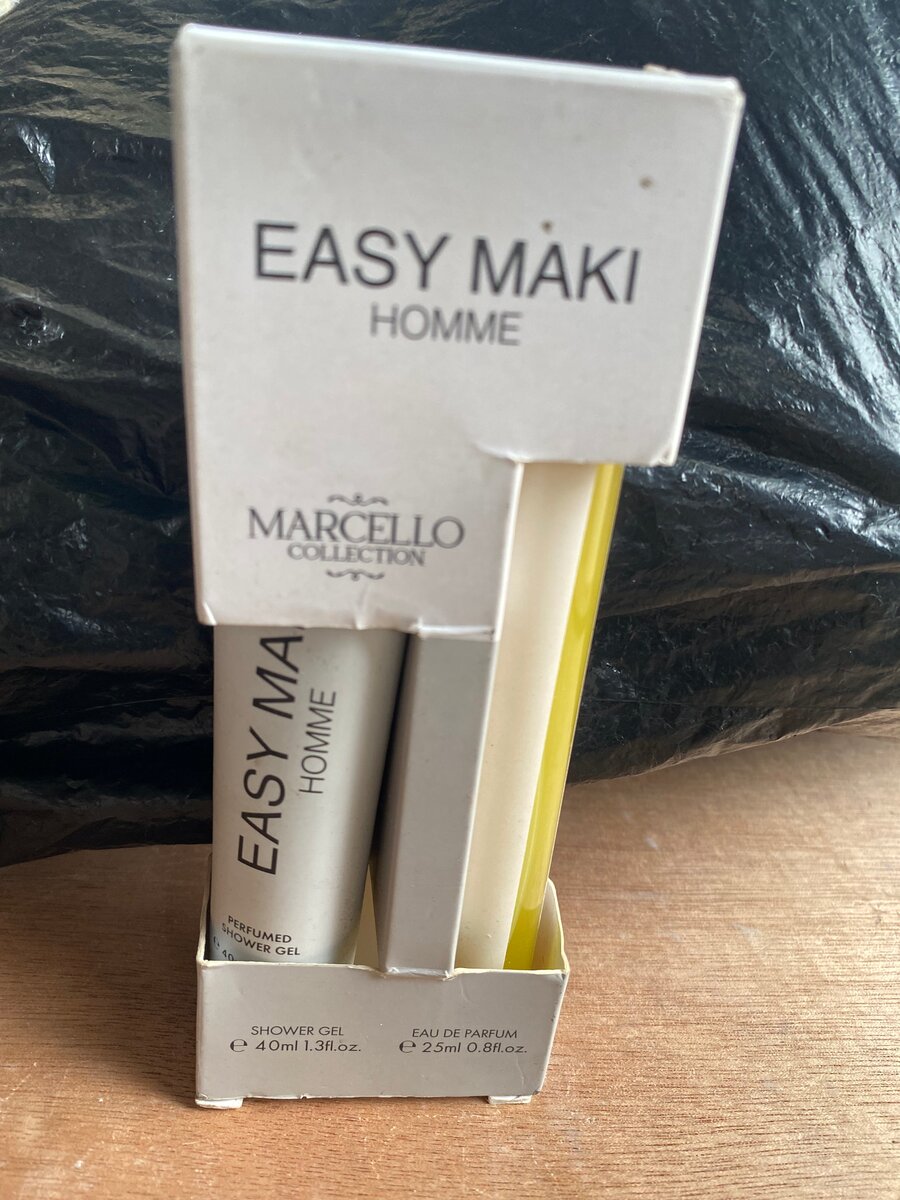 EASY MAKI
HOMME
MARCELLO
COLLECTION
EASY
HOMME
PERFUMED
SHOWER GEL
℮ 40
SHOWER GEL
℮ 40ml 1.3fl.oz.
EAU DE PARFUM
℮ 25ml 0.8fl.oz.